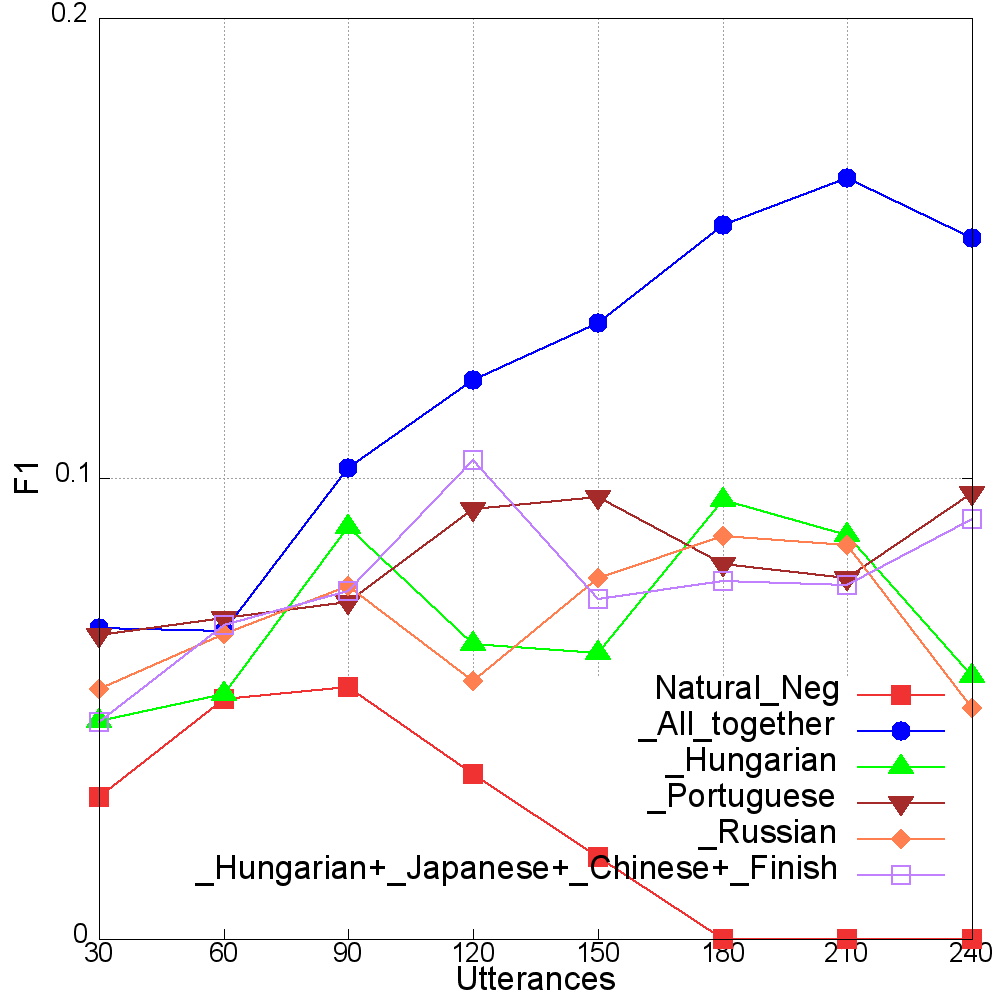 0.2
0.1
0
F1
Natural_Neg
_All_together
_Hungarian
_Portuguese
_Russian
_Hungarian+_Japanese+_Chinese+_Finish
30 60 90 120 150 180 210 240
Utterances